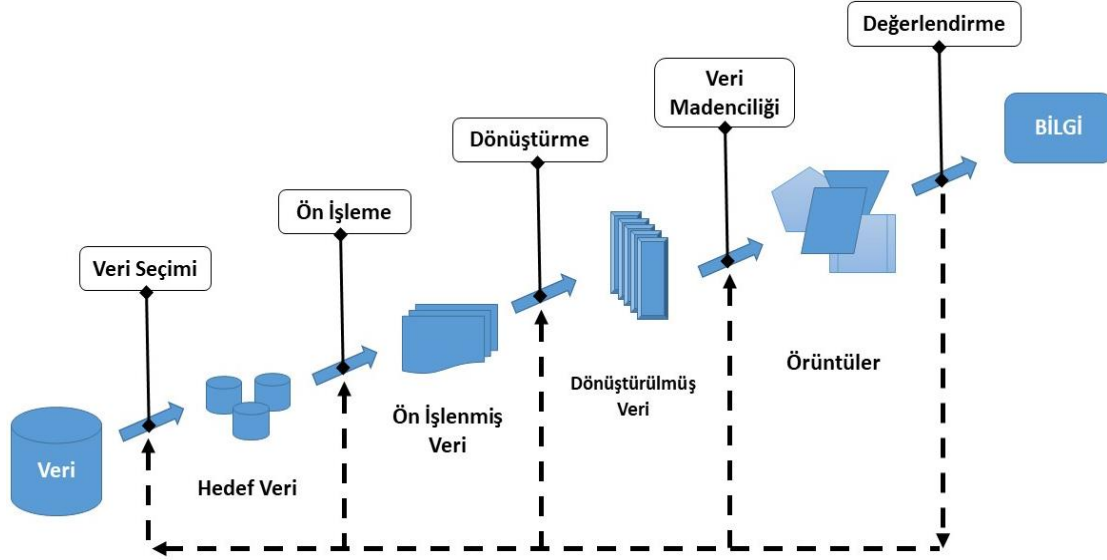 Değerlendirme
Veri
Madenciliği
BİLGİ
Dönüştürme
Ön İşleme
Veri Seçimi
Örüntüler
Dönüştürülmüş
Veri
Ön İşlenmiş
Veri
Veri
Hedef Veri